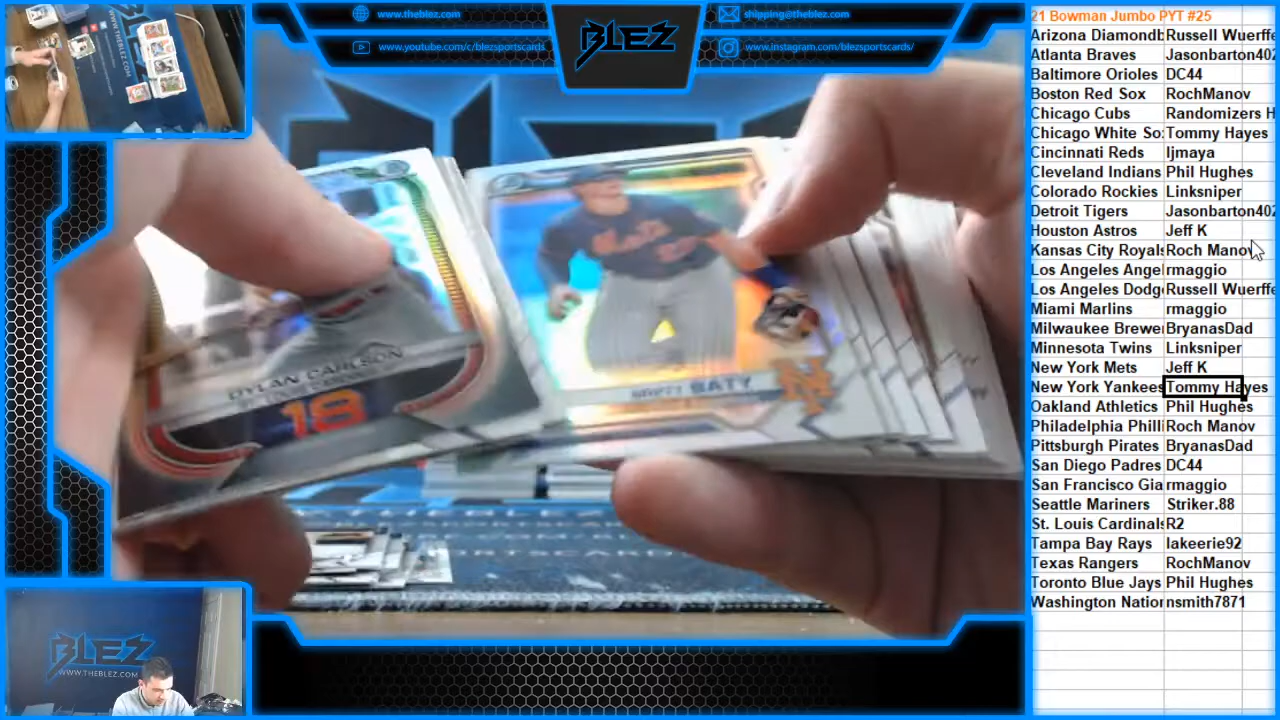 www.theblez.com
shipping@theblez.com
www.youtube.com/c/blezsportscards
BLEZ
www.instagram.com/blezsportscards/
21 Bowman Jumbo PYT #25
Arizona Diamondb Russell Wuerffe
Atlanta Braves Jasonbarton402
Baltimore Orioles DC44
Boston Red Sox RochManov
Chicago Cubs Randomizers H
Chicago White So Tommy Hayes
Cincinnati Reds ljmaya
Cleveland Indians Phil Hughes
Colorado Rockies Linksniper
Detroit Tigers Jasonbarton402
Houston Astros Jeff K
Kansas City Royals Roch Manov
Los Angeles Angel rmaggio
Los Angeles Dodge Russell Wuerffe
Miami Marlins rmaggio
Milwaukee Brewer BryanasDad
Minnesota Twins Linksniper
New York Mets Jeff K
New York Yankees Tommy Hayes
Oakland Athletics Phil Hughes
Philadelphia Philli Roch Manov
Pittsburgh Pirates BryanasDad
San Diego Padres DC44
San Francisco Gia rmaggio
Seattle Mariners Striker.88
St. Louis Cardinals R2
Tampa Bay Rays lakeerie92
Texas Rangers RochManov
Toronto Blue Jays Phil Hughes
Washington Nation nsmith7871
DYLAN CARLSON
18
Mets
BRETT BATY
NY
BLEZ
WWW.THEBLEZ.COM